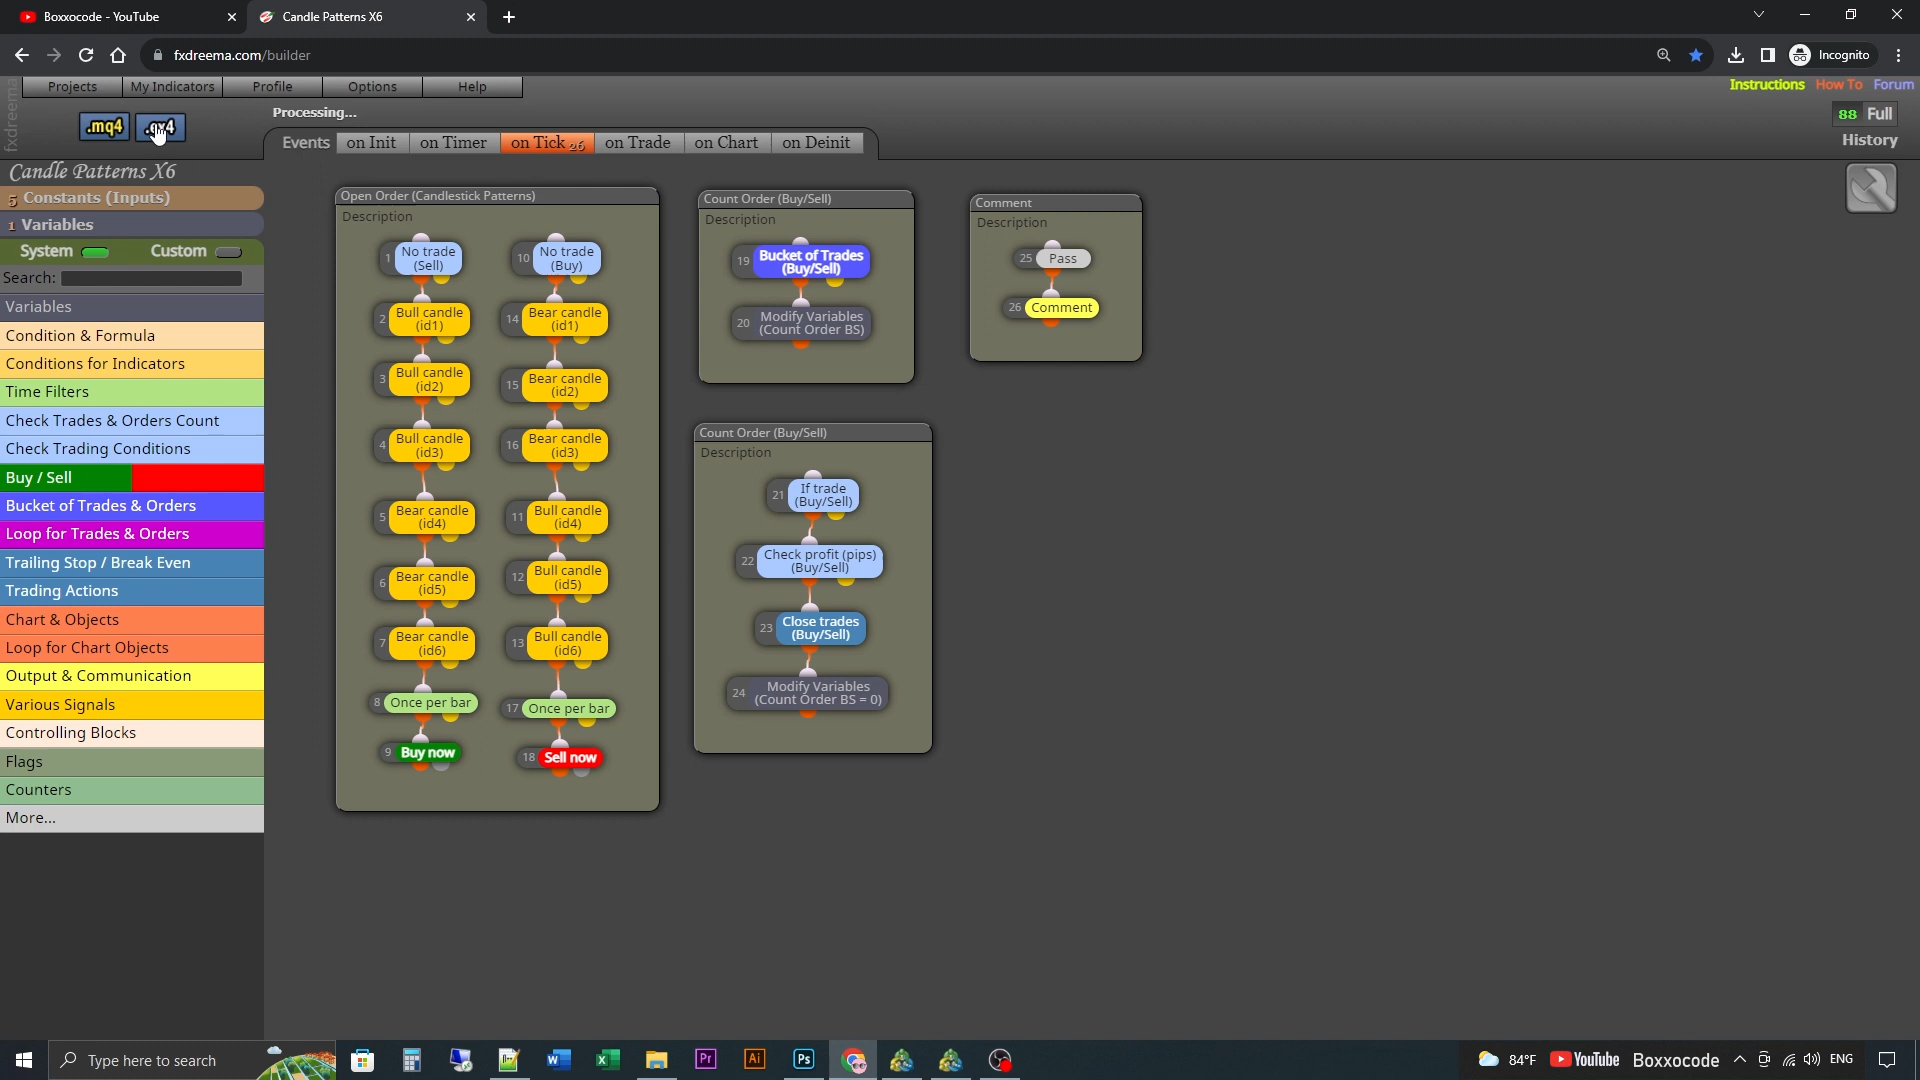 Boxxocode - YouTube
Candle Patterns X6
fxdreema.com/builder
Incognito
Projects
My Indicators
Profile
Options
Help
Instructions
How To
Forum
fxdreema
.mq4
Processing...
88 Full
History
Events
on Init
on Timer
on Tick 26
on Trade
on Chart
on Deinit
Candle Patterns X6
5 Constants (Inputs)
1 Variables
System
Custom
Search:
Variables
Condition & Formula
Conditions for Indicators
Time Filters
Check Trades & Orders Count
Check Trading Conditions
Buy / Sell
Bucket of Trades & Orders
Loop for Trades & Orders
Trailing Stop / Break Even
Trading Actions
Chart & Objects
Loop for Chart Objects
Output & Communication
Various Signals
Controlling Blocks
Flags
Counters
More...
Open Order (Candlestick Patterns)
Description
1 No trade
(Sell)
2 Bull candle
(id1)
3 Bull candle
(id2)
4 Bull candle
(id3)
5 Bear candle
(id4)
6 Bear candle
(id5)
7 Bear candle
(id6)
8 Once per bar
9 Buy now
10 No trade
(Buy)
14 Bear candle
(id1)
15 Bear candle
(id2)
16 Bear candle
(id3)
11 Bull candle
(id4)
12 Bull candle
(id5)
13 Bull candle
(id6)
17 Once per bar
18 Sell now
Count Order (Buy/Sell)
Description
19 Bucket of Trades
(Buy/Sell)
20 Modify Variables
(Count Order BS)
Comment
Description
25 Pass
26 Comment
Count Order (Buy/Sell)
Description
21 If trade
(Buy/Sell)
22 Check profit (pips)
(Buy/Sell)
23 Close trades
(Buy/Sell)
24 Modify Variables
(Count Order BS = 0)
Type here to search
Pr
Ai
Ps
84°F
YouTube
Boxxocode
ENG